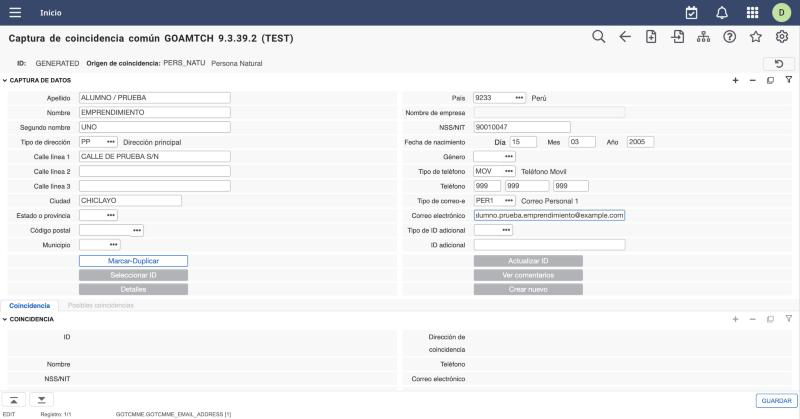 Inicio
D
Captura de coincidencia común GOAMTCH 9.3.39.2 (TEST)
ID: GENERATED Origen de coincidencia: PERS_NATU Persona Natural
CAPTURA DE DATOS
Apellido ALUMNO / PRUEBA País 9233 ••• Perú
Nombre EMPRENDIMIENTO Nombre de empresa
Segundo nombre UNO NSS/NIT 90010047
Tipo de dirección PP ••• Dirección principal Fecha de nacimiento Día 15 Mes 03 Año 2005
Calle línea 1 CALLE DE PRUEBA S/N Género •••
Calle línea 2 Tipo de teléfono MOV ••• Teléfono Movil
Calle línea 3 Teléfono 999 999 999
Ciudad CHICLAYO Tipo de correo-e PER1 ••• Correo Personal 1
Estado o provincia ••• Correo electrónico alumno.prueba.emprendimiento@example.com
Código postal ••• Tipo de ID adicional •••
Municipio ••• ID adicional
Marcar-Duplicar Actualizar ID
Seleccionar ID Ver comentarios
Detalles Crear nuevo
Coincidencia Posibles coincidencias
COINCIDENCIA
ID Dirección de
coincidencia
Nombre Teléfono
NSS/NIT Correo electrónico
GUARDAR
EDIT Registro: 1/1 GOTCMME.GOTCMME_EMAIL_ADDRESS [1]